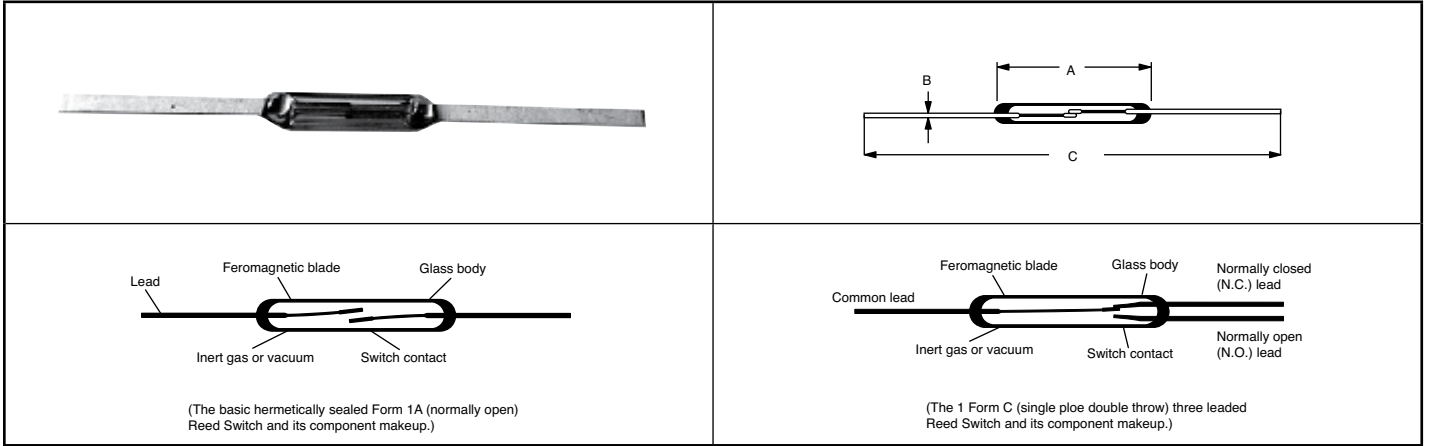 A
B
C
Feromagnetic blade
Glass body
Lead
Inert gas or vacuum
Switch contact
(The basic hermetically sealed Form 1A (normally open)
Reed Switch and its component makeup.)
Feromagnetic blade
Glass body
Normally closed
(N.C.) lead
Common lead
Inert gas or vacuum
Switch contact
Normally open
(N.O.) lead
(The 1 Form C (single ploe double throw) three leaded
Reed Switch and its component makeup.)